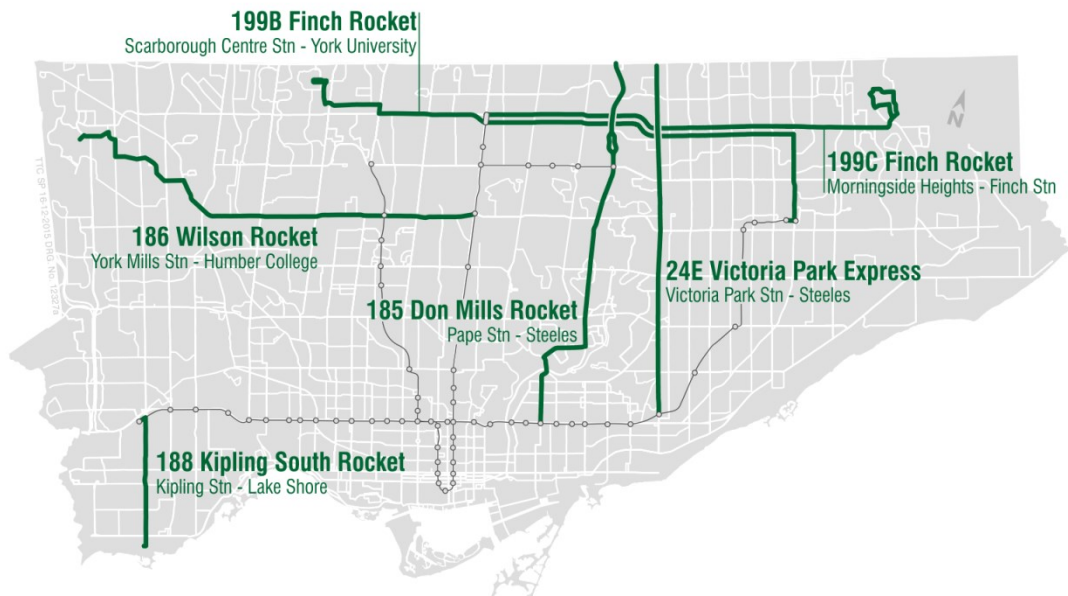 199B Finch Rocket
Scarborough Centre Stn - York University
N
199C Finch Rocket
Morningside Heights - Finch Stn
186 Wilson Rocket
York Mills Stn - Humber College
24E Victoria Park Express
Victoria Park Stn - Steeles
185 Don Mills Rocket
Pape Stn - Steeles
188 Kipling South Rocket
Kipling Stn - Lake Shore